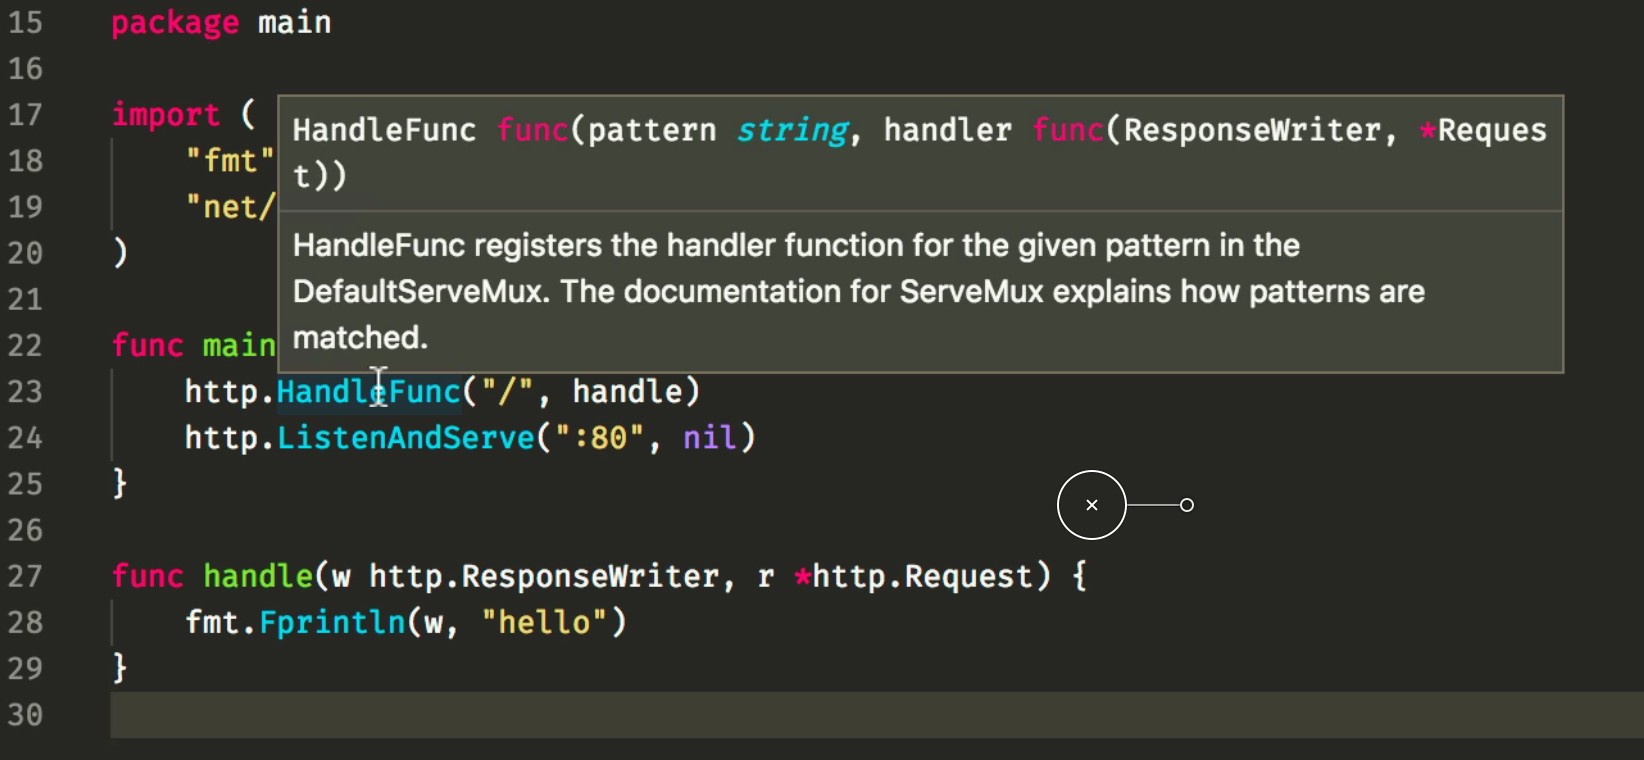 15 package main
16
17 import (
HandleFunc func(pattern string, handler func(ResponseWriter, *Reques
t))
18 "fmt"
19 "net/
HandleFunc registers the handler function for the given pattern in the
20 )
DefaultServeMux. The documentation for ServeMux explains how patterns are
21
matched.
22 func main
23 http.HandleFunc("/", handle)
24 http.ListenAndServe(":80", nil)
25 }
26
27 func handle(w http.ResponseWriter, r *http.Request) {
28 fmt.Fprintln(w, "hello")
29 }
30